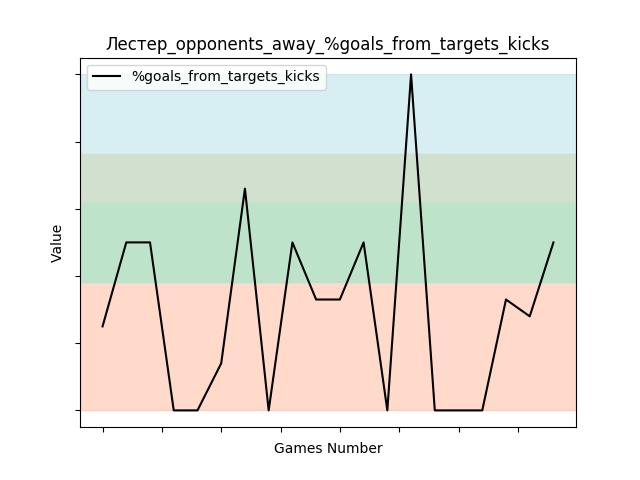 Лестер_opponents_away_%goals_from_targets_kicks
%goals_from_targets_kicks
Value
Games Number